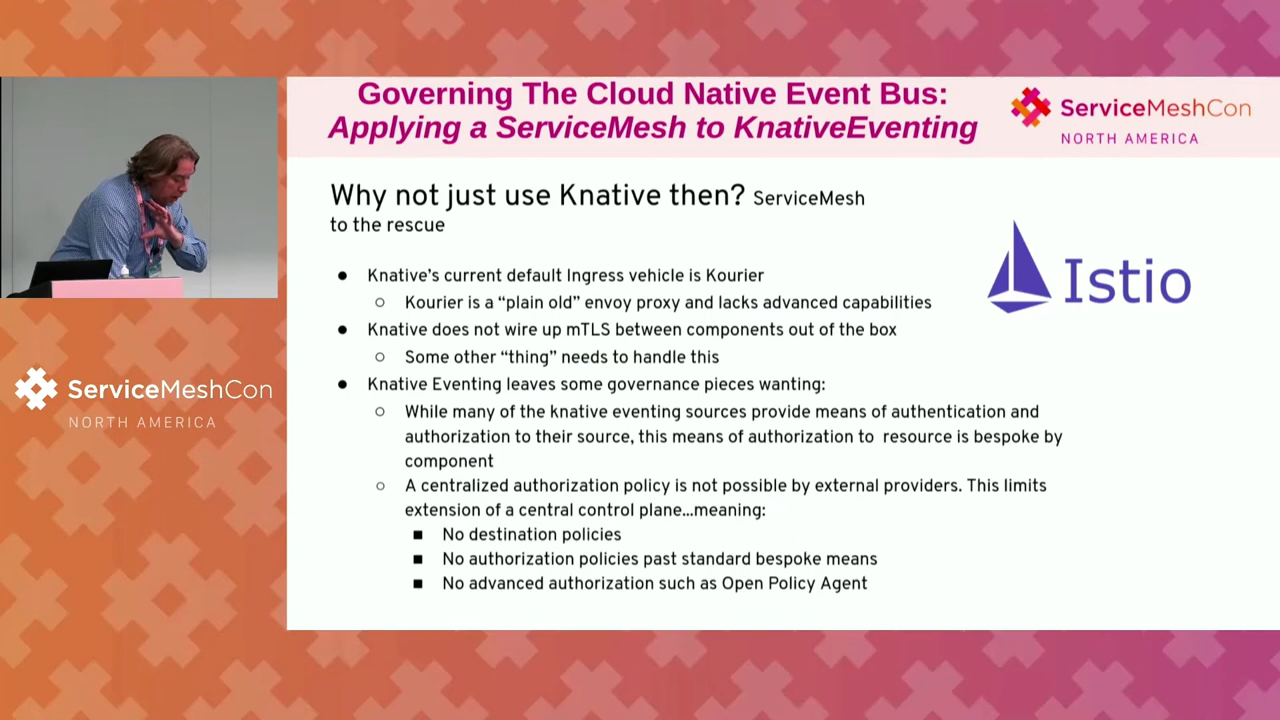 Governing The Cloud Native Event Bus:
Applying a ServiceMesh to KnativeEventing
ServiceMeshCon
NORTH AMERICA
Why not just use Knative then? ServiceMesh
to the rescue
Istio
● Knative’s current default Ingress vehicle is Kourier
○ Kourier is a “plain old” envoy proxy and lacks advanced capabilities
● Knative does not wire up mTLS between components out of the box
○ Some other “thing” needs to handle this
● Knative Eventing leaves some governance pieces wanting:
○ While many of the knative eventing sources provide means of authentication and
authorization to their source, this means of authorization to resource is bespoke by
component
○ A centralized authorization policy is not possible by external providers. This limits
extension of a central control plane...meaning:
■ No destination policies
■ No authorization policies past standard bespoke means
■ No advanced authorization such as Open Policy Agent
ServiceMeshCon
NORTH AMERICA